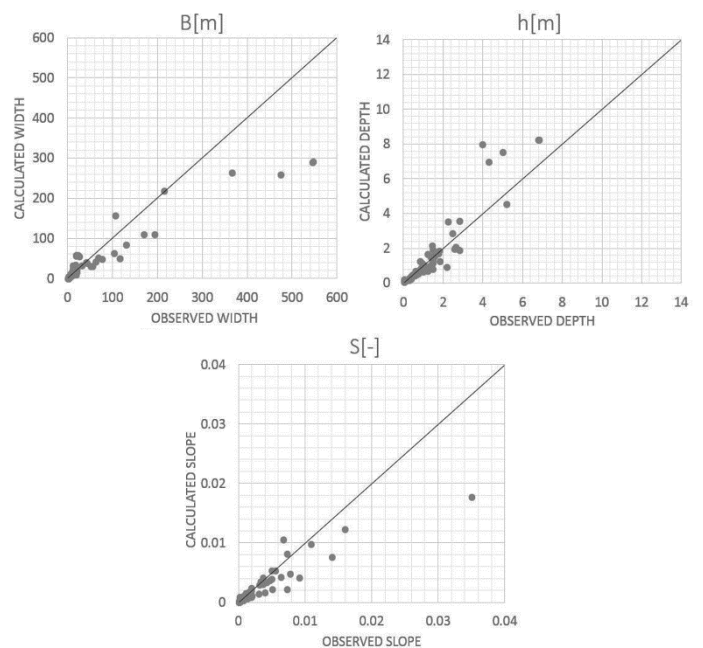 B[m]
600
500
400
300
200
100
0
CALCULATED WIDTH
0 100 200 300 400 500 600
OBSERVED WIDTH
h[m]
14
12
10
8
6
4
2
0
CALCULATED DEPTH
0 2 4 6 8 10 12 14
OBSERVED DEPTH
S[-]
0.04
0.03
0.02
0.01
0
CALCULATED SLOPE
0 0.01 0.02 0.03 0.04
OBSERVED SLOPE